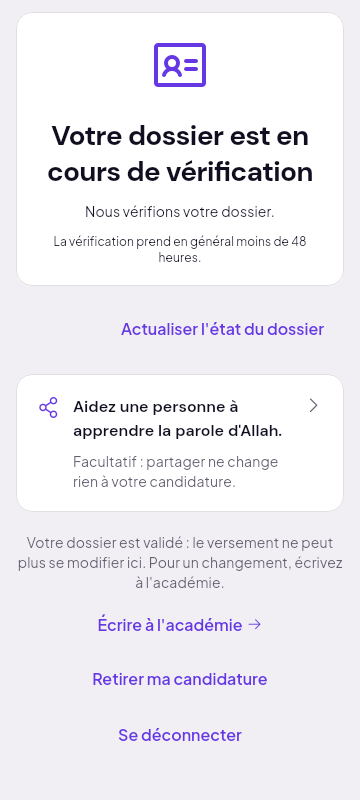 Votre dossier est en
cours de vérification
Nous vérifions votre dossier.
La vérification prend en général moins de 48
heures.
Actualiser l'état du dossier
Aidez une personne à
apprendre la parole d'Allah.
Facultatif : partager ne change
rien à votre candidature.
Votre dossier est validé : le versement ne peut
plus se modifier ici. Pour un changement, écrivez
à l'académie.
Écrire à l'académie →
Retirer ma candidature
Se déconnecter